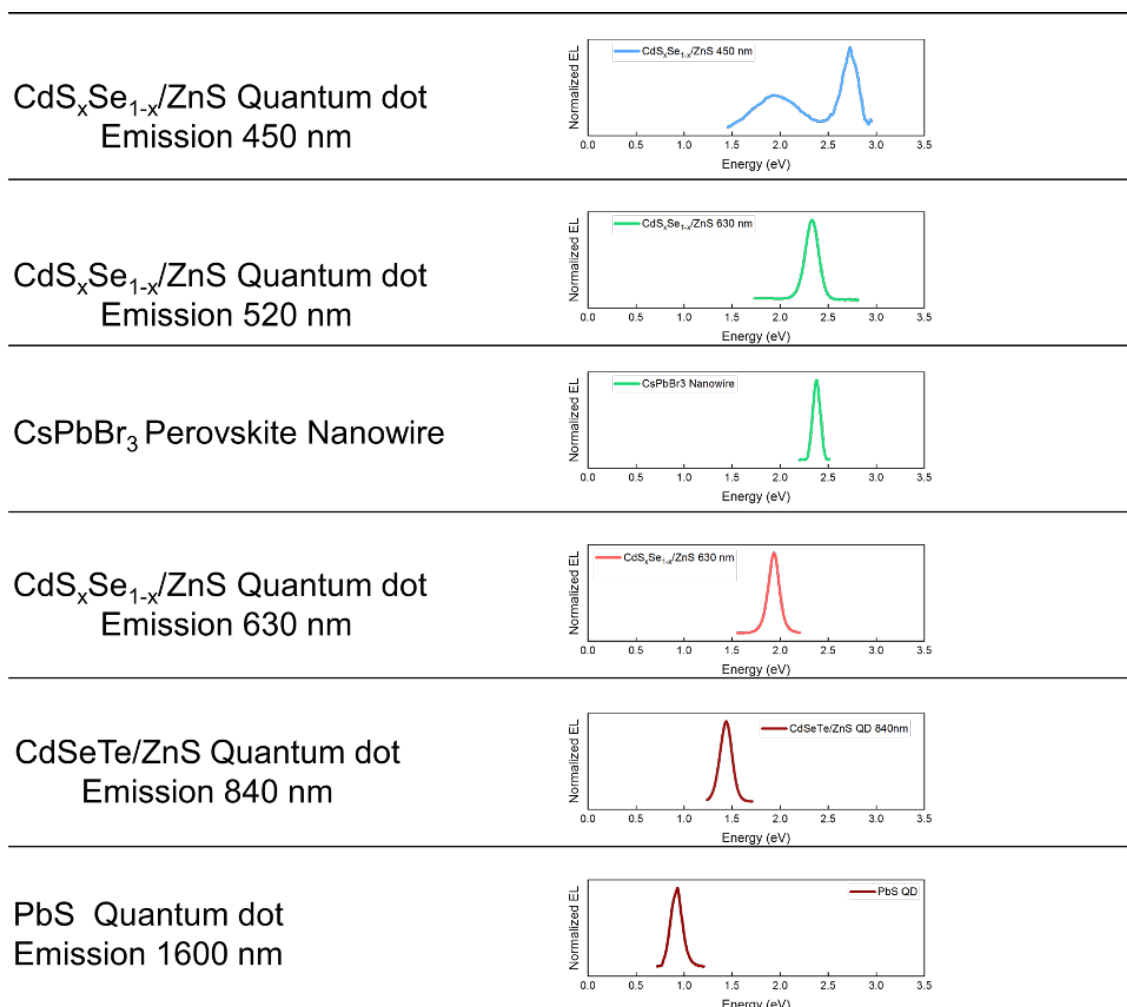 CdSₓSe₁₋ₓ/ZnS Quantum dot
Emission 450 nm
Normalized EL
CdSₓSe₁₋ₓ/ZnS 450 nm
0.0 0.5 1.0 1.5 2.0 2.5 3.0 3.5
Energy (eV)
CdSₓSe₁₋ₓ/ZnS Quantum dot
Emission 520 nm
Normalized EL
CdSₓSe₁₋ₓ/ZnS 630 nm
0.0 0.5 1.0 1.5 2.0 2.5 3.0 3.5
Energy (eV)
CsPbBr₃ Perovskite Nanowire
Normalized EL
CsPbBr3 Nanowire
0.0 0.5 1.0 1.5 2.0 2.5 3.0 3.5
Energy (eV)
CdSₓSe₁₋ₓ/ZnS Quantum dot
Emission 630 nm
Normalized EL
CdSₓSe₁₋ₓ/ZnS 630 nm
0.0 0.5 1.0 1.5 2.0 2.5 3.0 3.5
Energy (eV)
CdSeTe/ZnS Quantum dot
Emission 840 nm
Normalized EL
CdSeTe/ZnS QD 840nm
0.0 0.5 1.0 1.5 2.0 2.5 3.0 3.5
Energy (eV)
PbS Quantum dot
Emission 1600 nm
Normalized EL
PbS QD
0.0 0.5 1.0 1.5 2.0 2.5 3.0 3.5
Energy (eV)